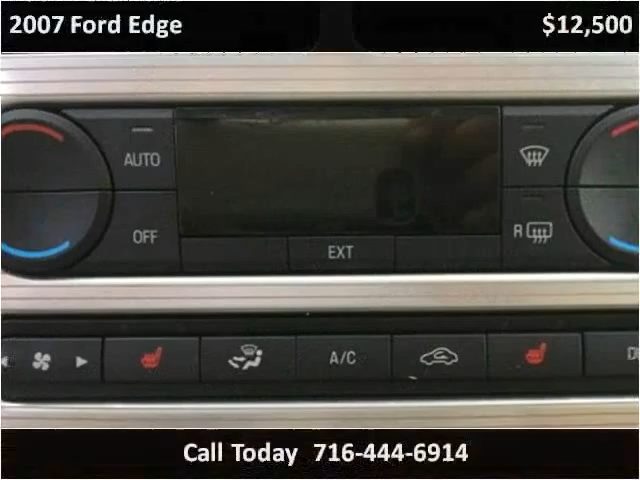 2007 Ford Edge $12,500
AUTO
OFF
EXT
R
A/C
Call Today 716-444-6914